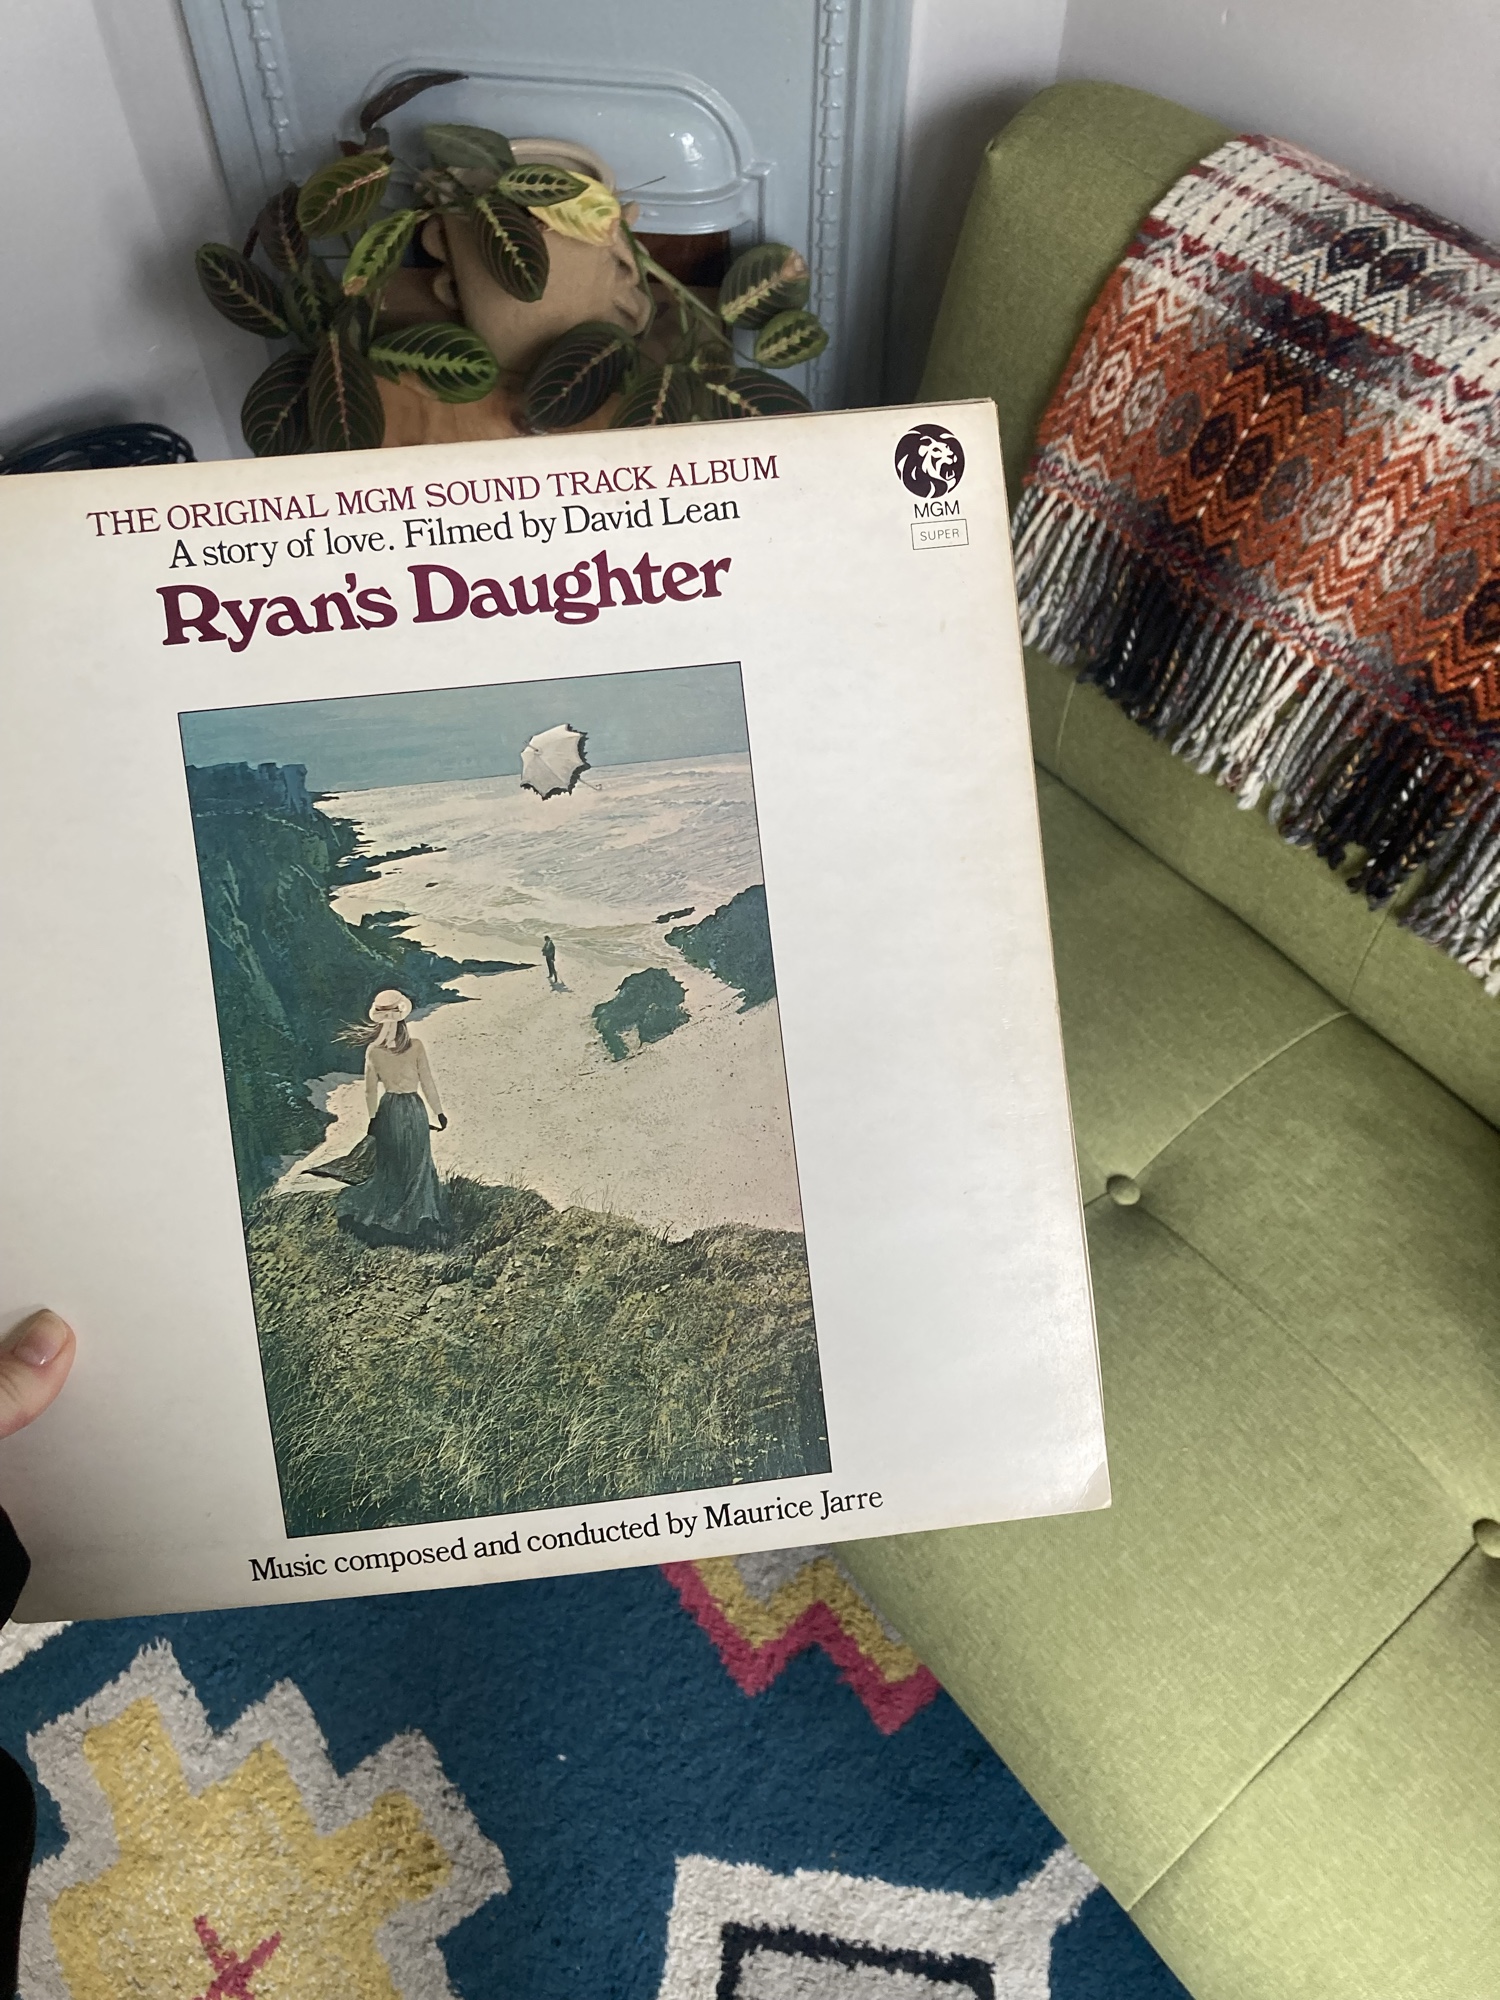 THE ORIGINAL MGM SOUND TRACK ALBUM
A story of love. Filmed by David Lean
Ryan's Daughter
MGM
SUPER
Music composed and conducted by Maurice Jarre